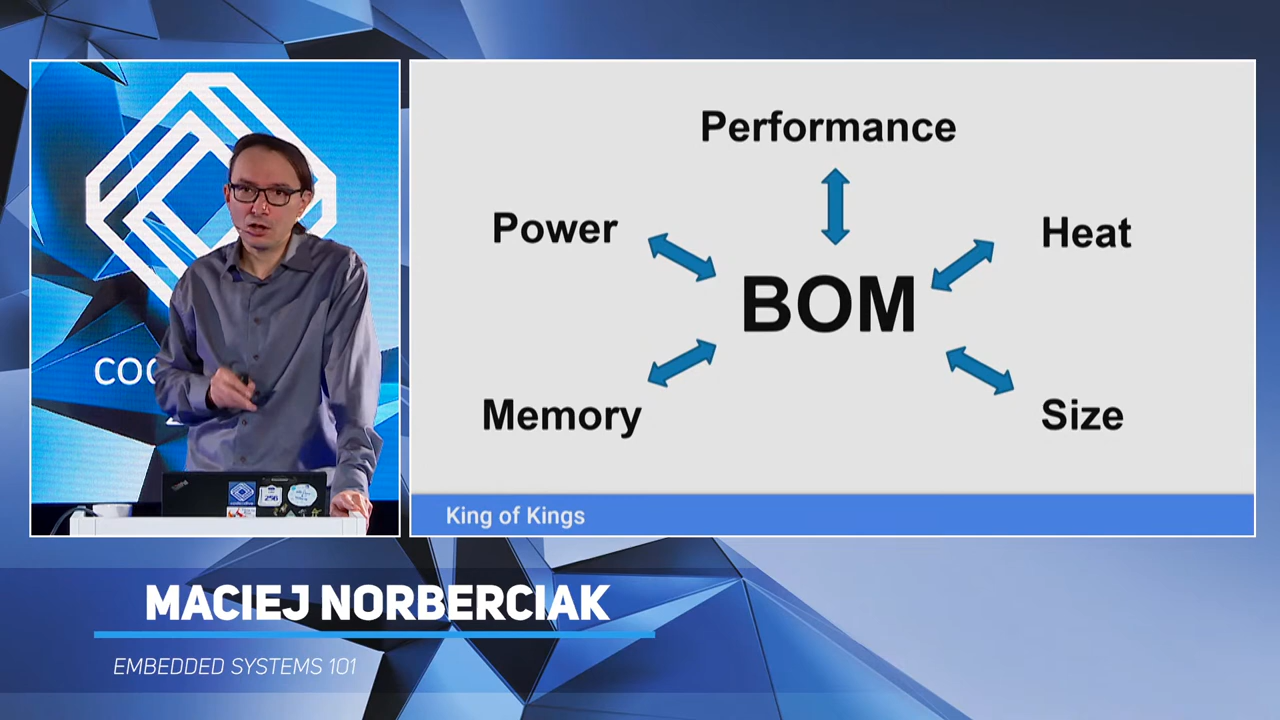 Performance
Power
Heat
BOM
Memory
Size
King of Kings
MACIEJ NORBERCIAK
EMBEDDED SYSTEMS 101